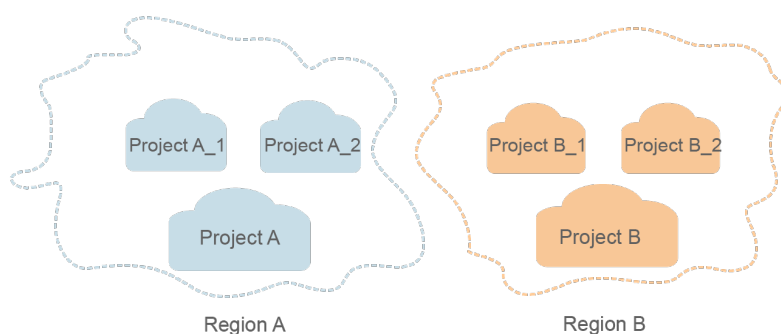 Project A_1
Project A_2
Project A
Region A
Project B_1
Project B_2
Project B
Region B